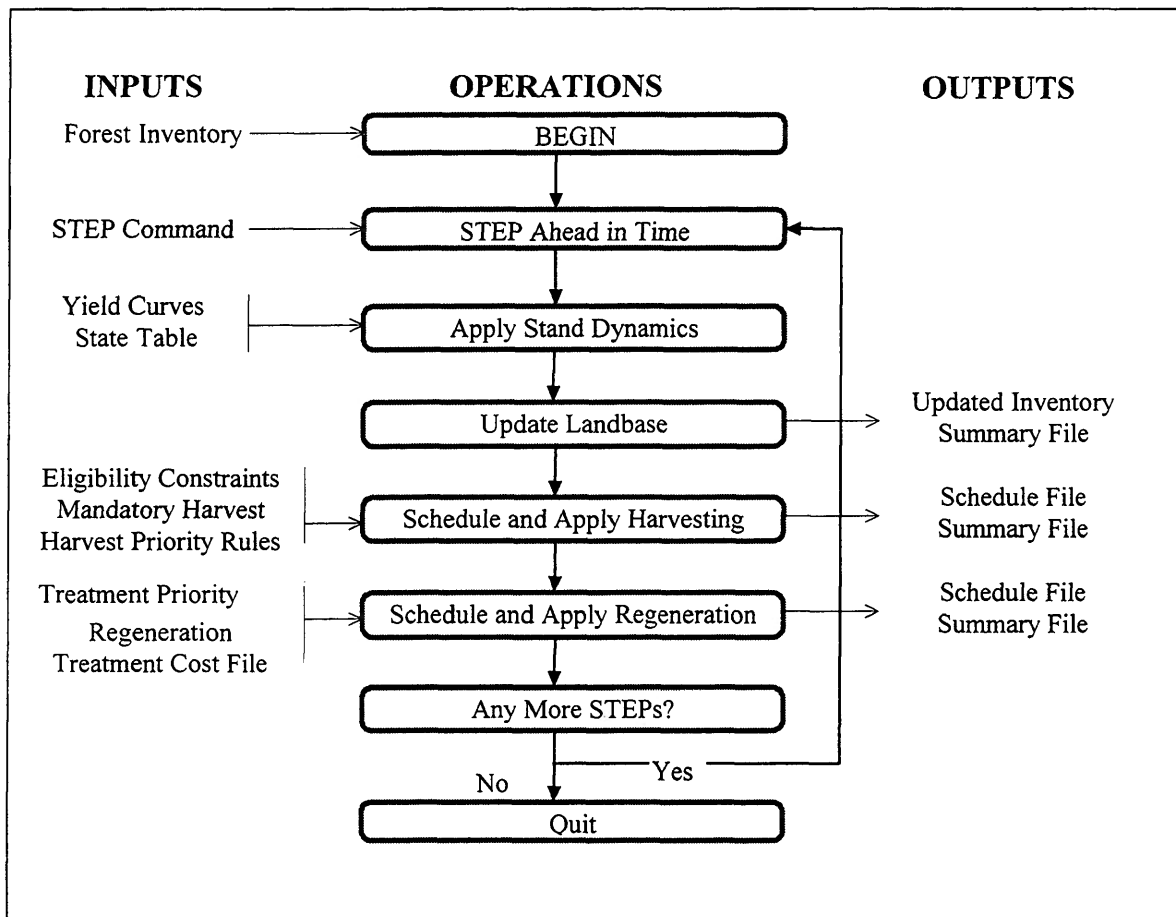 INPUTS
OPERATIONS
OUTPUTS
Forest Inventory
BEGIN
STEP Command
STEP Ahead in Time
Yield Curves
State Table
Apply Stand Dynamics
Update Landbase
Updated Inventory
Summary File
Eligibility Constraints
Mandatory Harvest
Harvest Priority Rules
Schedule and Apply Harvesting
Schedule File
Summary File
Treatment Priority
Regeneration
Treatment Cost File
Schedule and Apply Regeneration
Schedule File
Summary File
Any More STEPs?
No
Yes
Quit